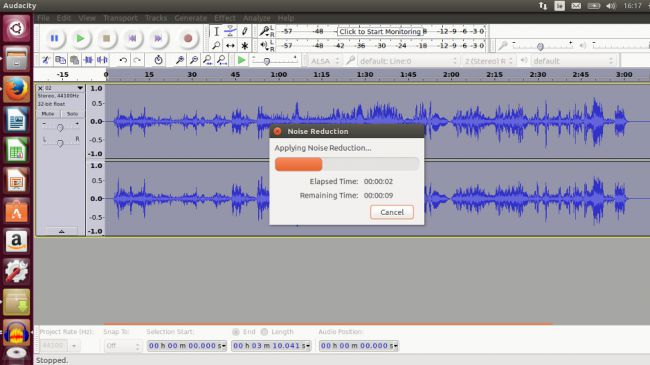 Audacity
16:17
File Edit View Transport Tracks Generate Effect Analyze Help
L
R
-57 -48 Click to Start Monitoring -12 -9 -6 -3 0
L
R
-57 -48 -42 -36 -30 -24 -18 -12 -9 -6 -3 0
ALSA default: Line:0 2 (Stereo) R default
-15 0 15 30 45 1:00 1:15 1:30 1:45 2:00 2:15 2:30 2:45 3:00
02
Stereo, 44100Hz
32-bit float
Mute Solo
L R
1.0
0.5
0.0
-0.5
-1.0
1.0
0.5
0.0
-0.5
-1.0
Noise Reduction
Applying Noise Reduction...
Elapsed Time: 00:00:02
Remaining Time: 00:00:09
Cancel
Project Rate (Hz): Snap To: Selection Start: End Length Audio Position:
44100 Off 00 h 00 m 00.000 s 00 h 03 m 10.041 s 00 h 00 m 00.000 s
Stopped.